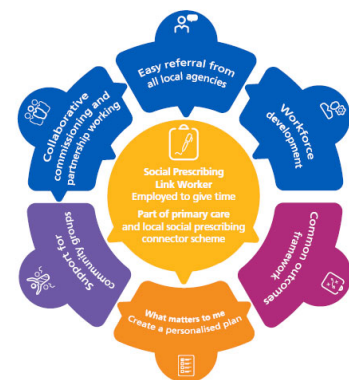 Easy referral from
all local agencies
Workforce
development
Common outcomes
framework
What matters to me
Create a personalised plan
Support for
community groups
Collaborative
commissioning and
partnership working
Social Prescribing
Link Worker
Employed to give time
Part of primary care
and local social prescribing
connector scheme